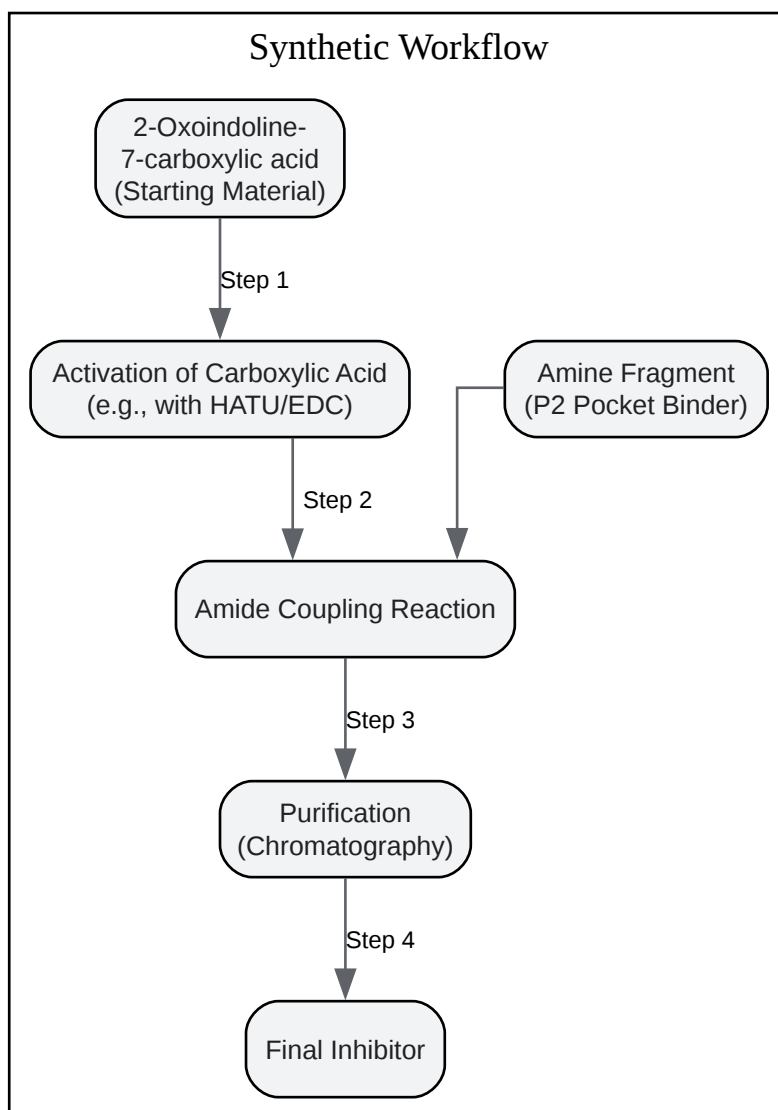 Synthetic Workflow
2-Oxoindoline-
7-carboxylic acid
(Starting Material)
Step 1
Activation of Carboxylic Acid
(e.g., with HATU/EDC)
Amine Fragment
(P2 Pocket Binder)
Step 2
Amide Coupling Reaction
Step 3
Purification
(Chromatography)
Step 4
Final Inhibitor